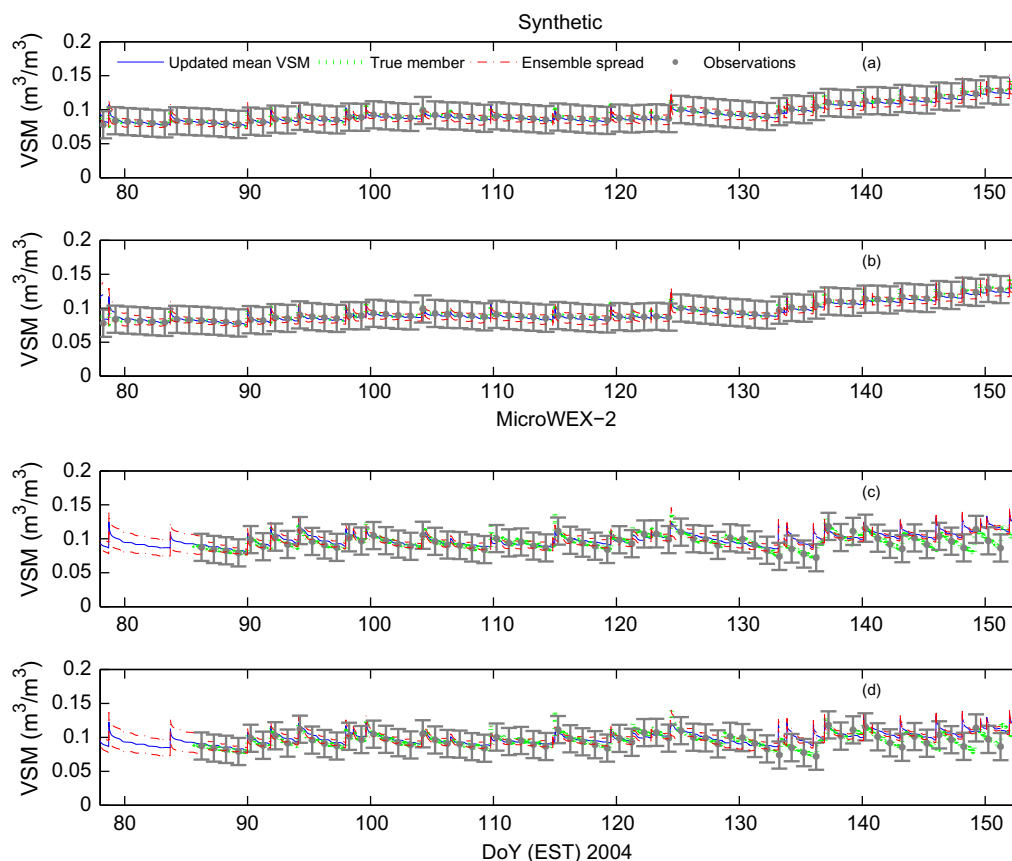 Synthetic
VSM (m³/m³)
0.2
0.15
0.1
0.05
0
Updated mean VSM True member Ensemble spread Observations (a)
80 90 100 110 120 130 140 150
VSM (m³/m³)
0.2
0.15
0.1
0.05
0
(b)
80 90 100 110 120 130 140 150
MicroWEX−2
VSM (m³/m³)
0.2
0.15
0.1
0.05
0
(c)
80 90 100 110 120 130 140 150
VSM (m³/m³)
0.2
0.15
0.1
0.05
0
(d)
80 90 100 110 120 130 140 150
DoY (EST) 2004